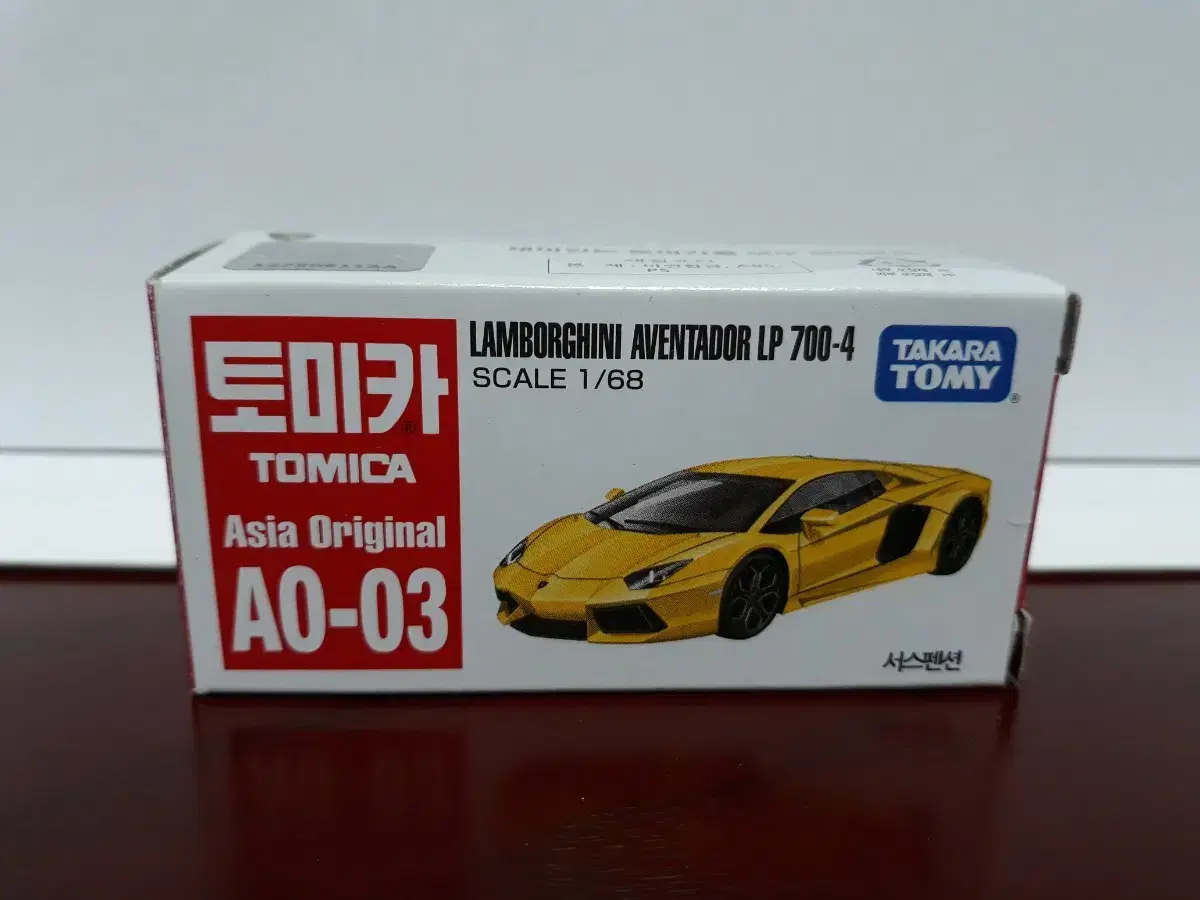 토미카
TOMICA
Asia Original
AO-03
LAMBORGHINI AVENTADOR LP 700-4
SCALE 1/68
TAKARA
TOMY
서스펜션